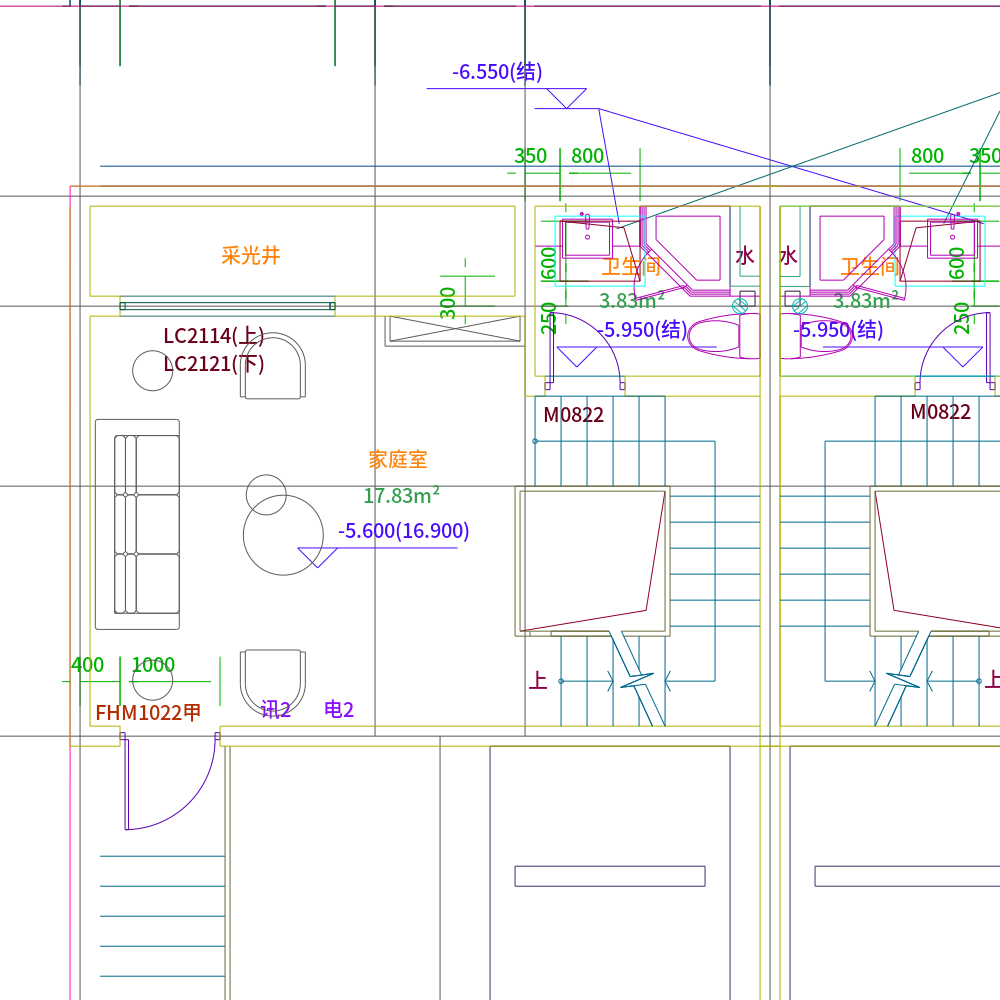 -6.550(结)
350 800
800 350
采光井
水 水
卫生间
卫生间
600
600
3.83m²
3.83m²
300
250
250
LC2114(上)
LC2121(下)
-5.950(结)
-5.950(结)
M0822
M0822
家庭室
17.83m²
-5.600(16.900)
400 1000
上
上
FHM1022甲
讯2 电2